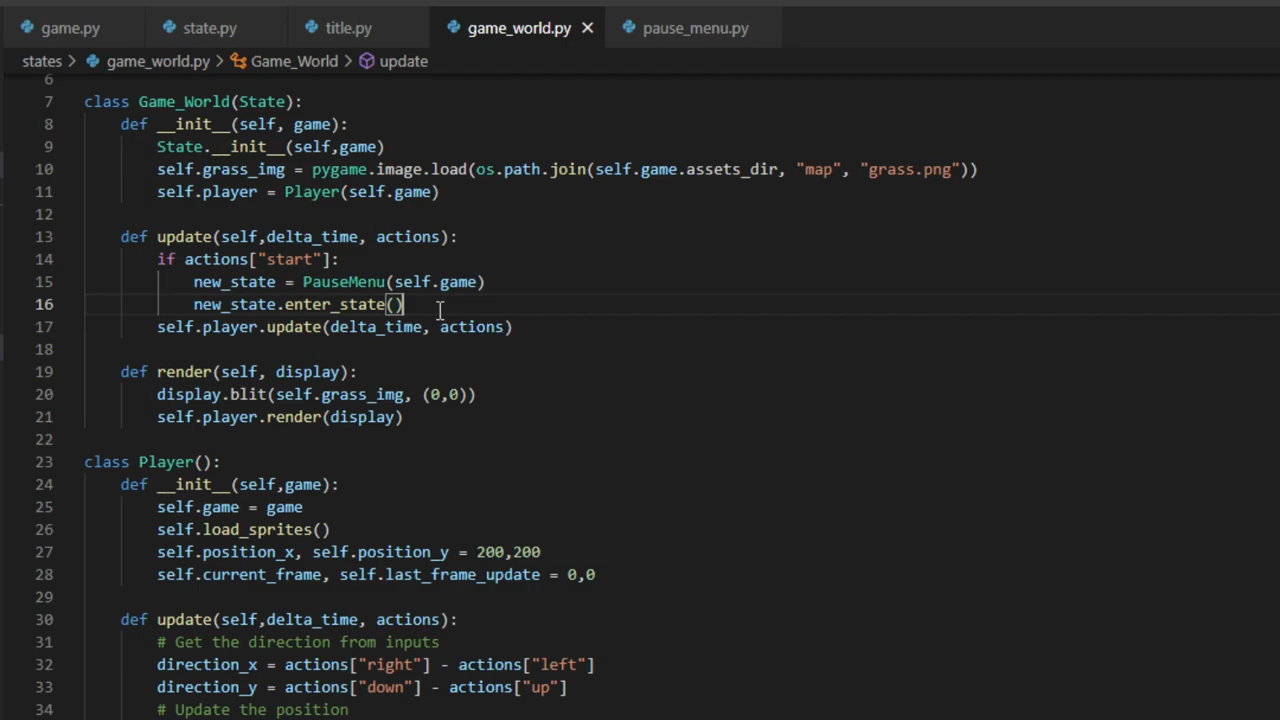 game.py state.py title.py game_world.py pause_menu.py
states > game_world.py > Game_World > update
6
7 class Game_World(State):
8     def __init__(self, game):
9         State.__init__(self,game)
10         self.grass_img = pygame.image.load(os.path.join(self.game.assets_dir, "map", "grass.png"))
11         self.player = Player(self.game)
12
13     def update(self,delta_time, actions):
14         if actions["start"]:
15             new_state = PauseMenu(self.game)
16             new_state.enter_state()
17         self.player.update(delta_time, actions)
18
19     def render(self, display):
20         display.blit(self.grass_img, (0,0))
21         self.player.render(display)
22
23 class Player():
24     def __init__(self,game):
25         self.game = game
26         self.load_sprites()
27         self.position_x, self.position_y = 200,200
28         self.current_frame, self.last_frame_update = 0,0
29
30     def update(self,delta_time, actions):
31         # Get the direction from inputs
32         direction_x = actions["right"] - actions["left"]
33         direction_y = actions["down"] - actions["up"]
34         # Update the position